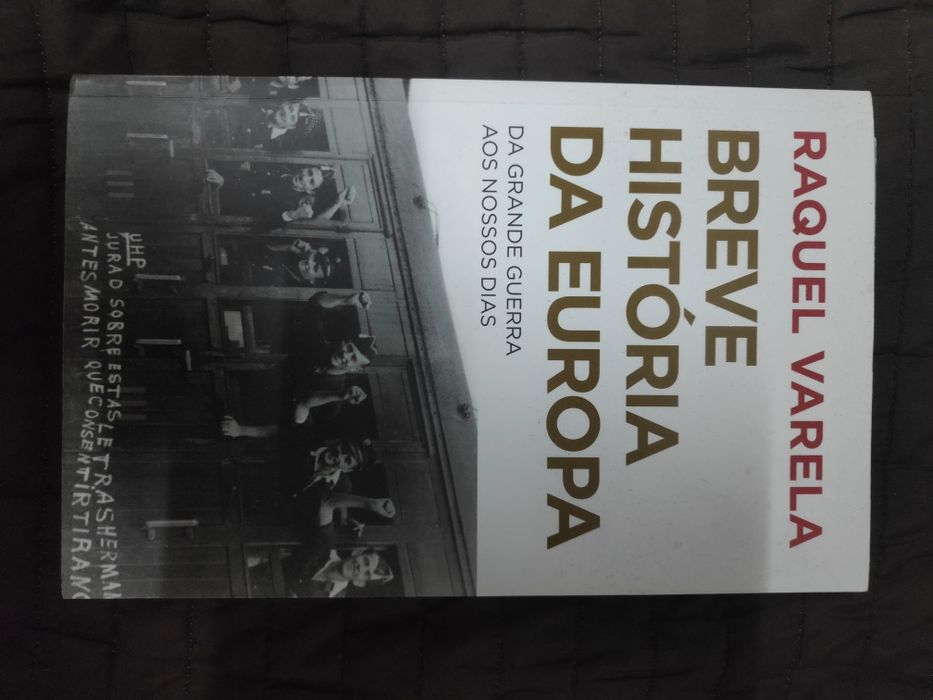 RAQUEL VARELA
BREVE
HISTÓRIA
DA EUROPA
DA GRANDE GUERRA
AOS NOSSOS DIAS
UHP
JURAD SOBRE ESTAS LETRAS HERMAN
ANTES MORIR QUE CONSENTIR TIRANO